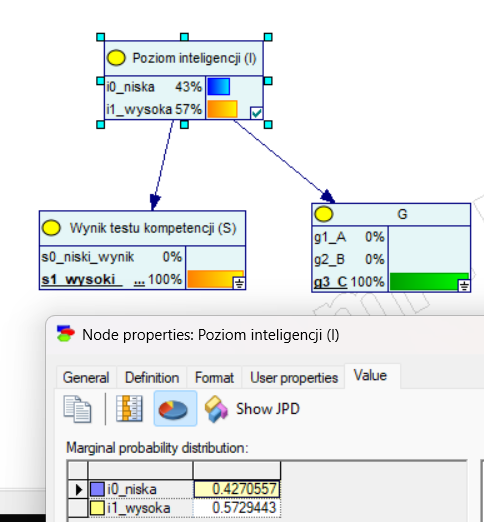 Poziom inteligencji (I)
i0_niska 43%
i1_wysoka 57%
Wynik testu kompetencji (S)
s0_niski_wynik 0%
s1_wysoki_ ... 100%
G
g1_A 0%
g2_B 0%
g3_C 100%
Node properties: Poziom inteligencji (I)
General Definition Format User properties Value
Show JPD
Marginal probability distribution:
i0_niska 0.4270557
i1_wysoka 0.5729443